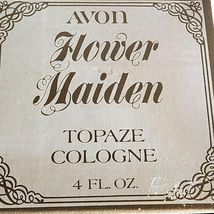 AVON
Flower
Maiden
TOPAZE
COLOGNE
4 FL. OZ.